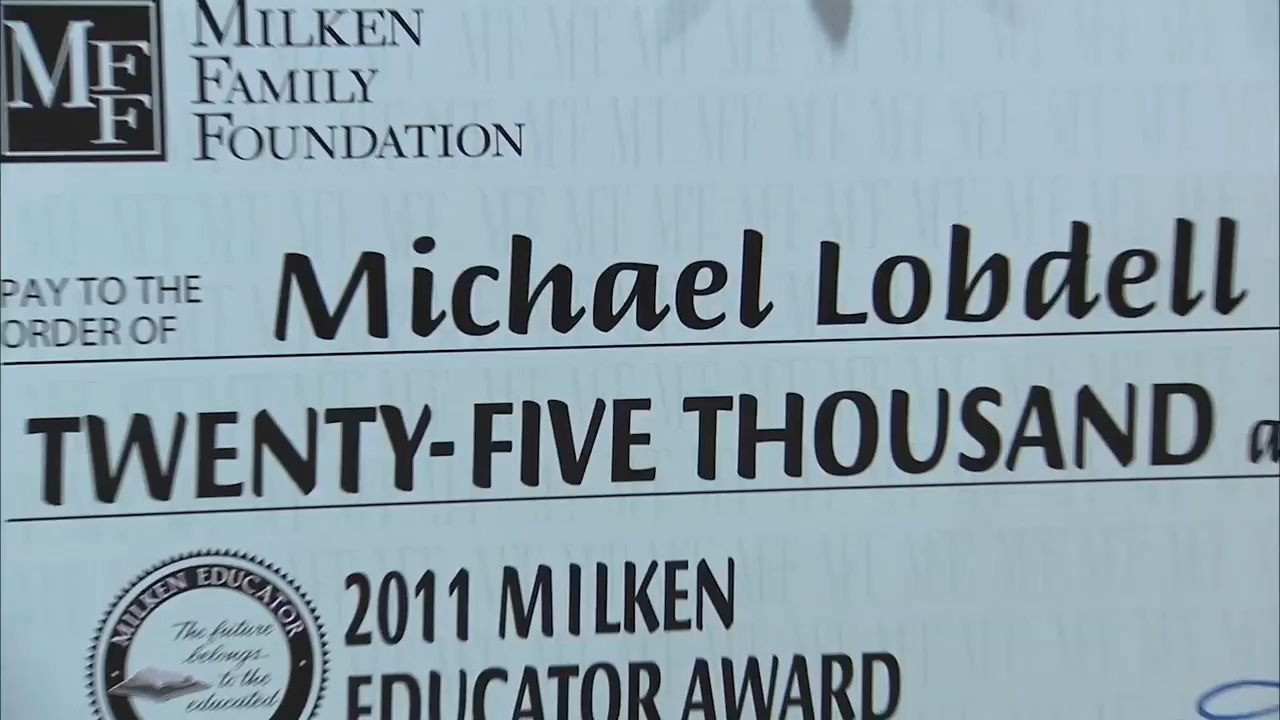 MFF
MILKEN
FAMILY
FOUNDATION
PAY TO THE
ORDER OF
Michael Lobdell
TWENTY-FIVE THOUSAND
MILKEN EDUCATOR
The future
belongs
to the
educated
2011 MILKEN
EDUCATOR AWARD